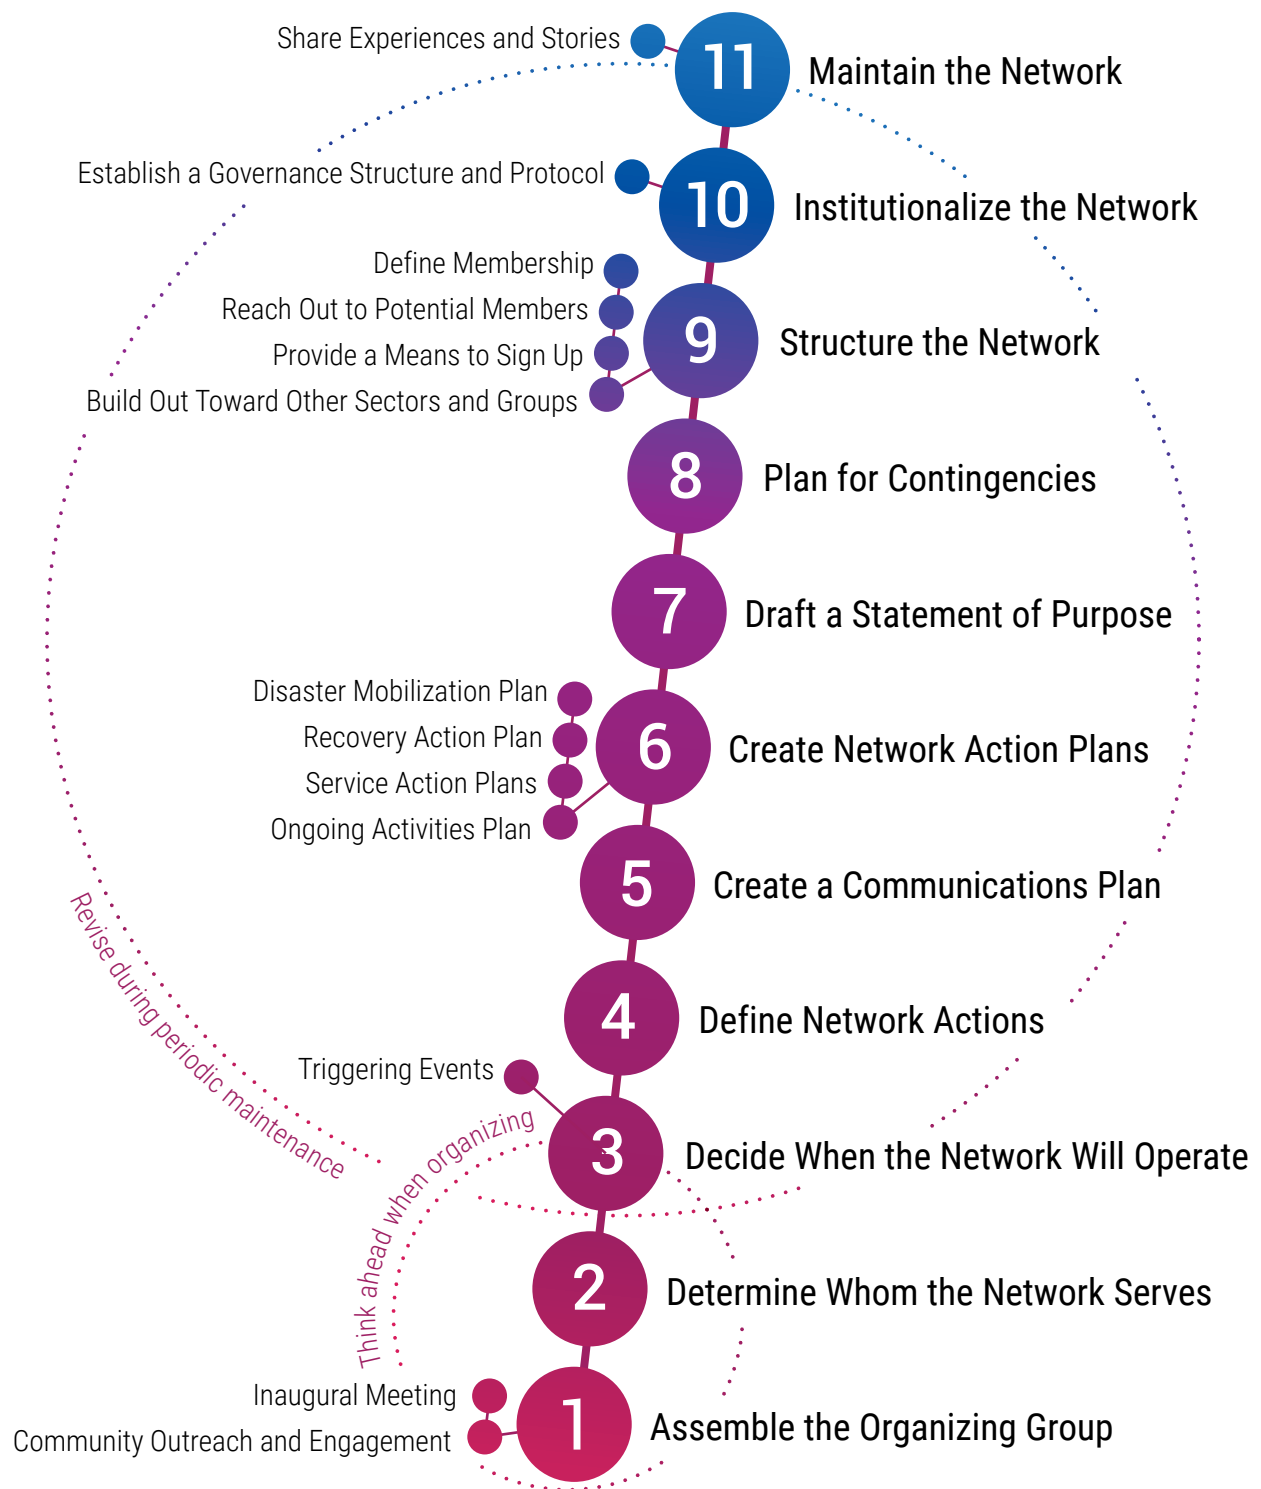 Share Experiences and Stories
11
Maintain the Network
Establish a Governance Structure and Protocol
10
Institutionalize the Network
Define Membership
Reach Out to Potential Members
Provide a Means to Sign Up
Build Out Toward Other Sectors and Groups
9
Structure the Network
8
Plan for Contingencies
7
Draft a Statement of Purpose
Disaster Mobilization Plan
Recovery Action Plan
Service Action Plans
Ongoing Activities Plan
6
Create Network Action Plans
5
Create a Communications Plan
Revise during periodic maintenance
4
Define Network Actions
Triggering Events
3
Decide When the Network Will Operate
Think ahead when organizing
2
Determine Whom the Network Serves
Inaugural Meeting
Community Outreach and Engagement
1
Assemble the Organizing Group